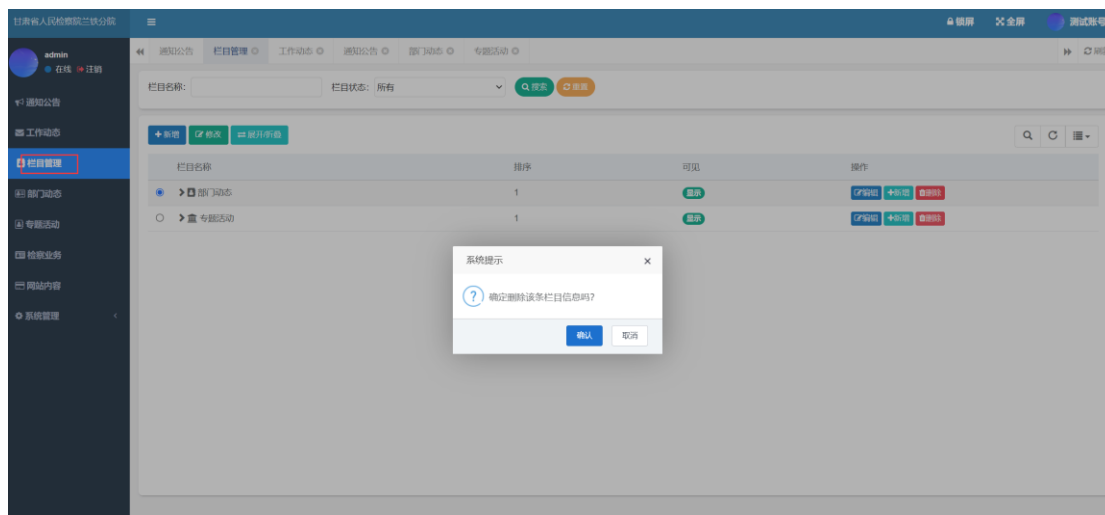 甘肃省人民检察院兰铁分院
锁屏 全屏 测试账号
admin
在线 注销
通知公告 栏目管理 工作动态 通知公告 部门动态 专题活动
栏目名称: 栏目状态: 所有 搜索 重置
通知公告
工作动态
栏目管理
部门动态
专题活动
检察业务
网站内容
系统管理
+新增 修改 展开/折叠
栏目名称 排序 可见 操作
部门动态 1 显示 编辑 +新增 删除
专题活动 1 显示 编辑 +新增 删除
系统提示
确定删除该条栏目信息吗?
确认 取消